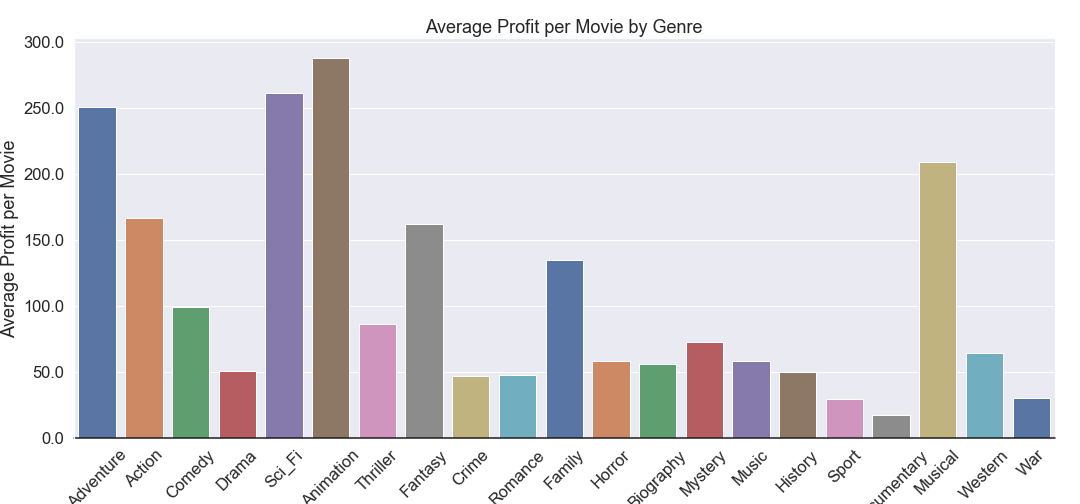 Average Profit per Movie by Genre
Average Profit per Movie
300.0
250.0
200.0
150.0
100.0
50.0
0.0
Adventure
Action
Comedy
Drama
Sci_Fi
Animation
Thriller
Fantasy
Crime
Romance
Family
Horror
Biography
Mystery
Music
History
Sport
umentary
Musical
Western
War